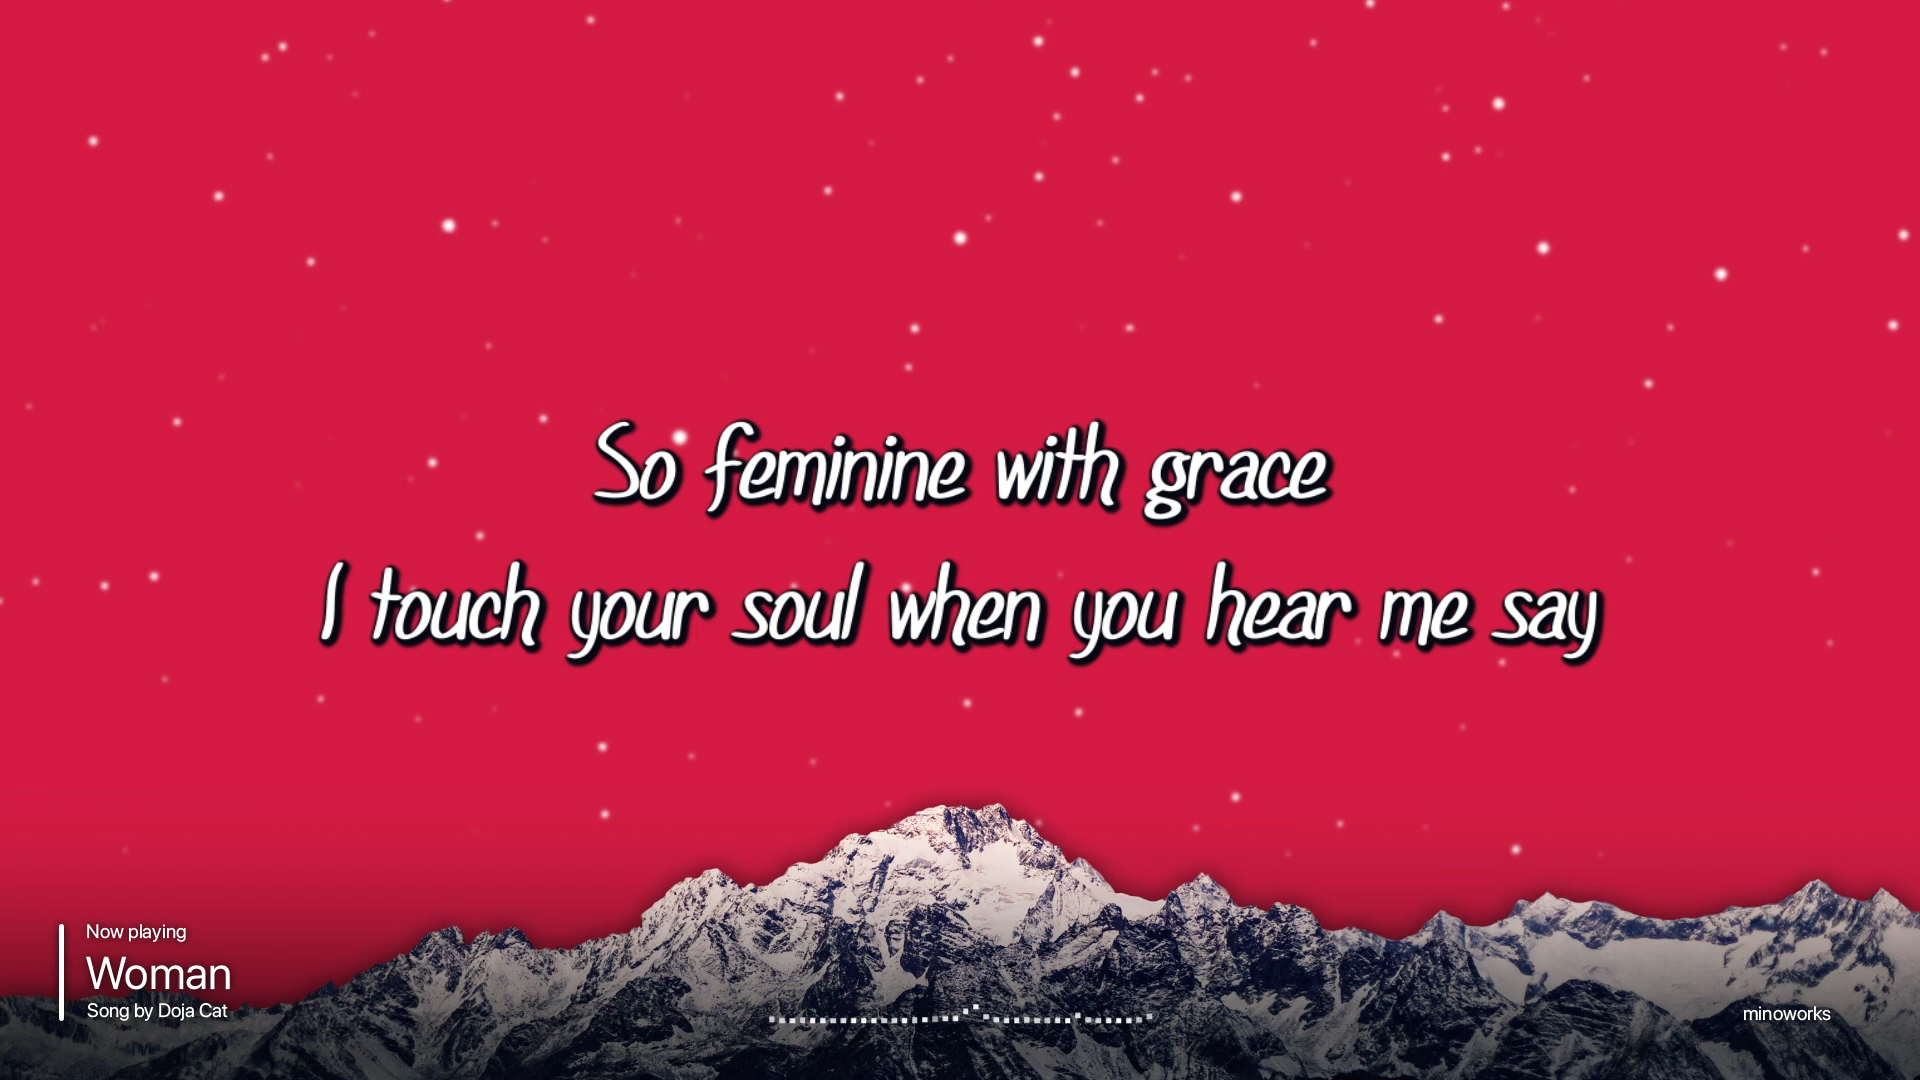 So feminine with grace
I touch your soul when you hear me say
Now playing
Woman
Song by Doja Cat
minoworks